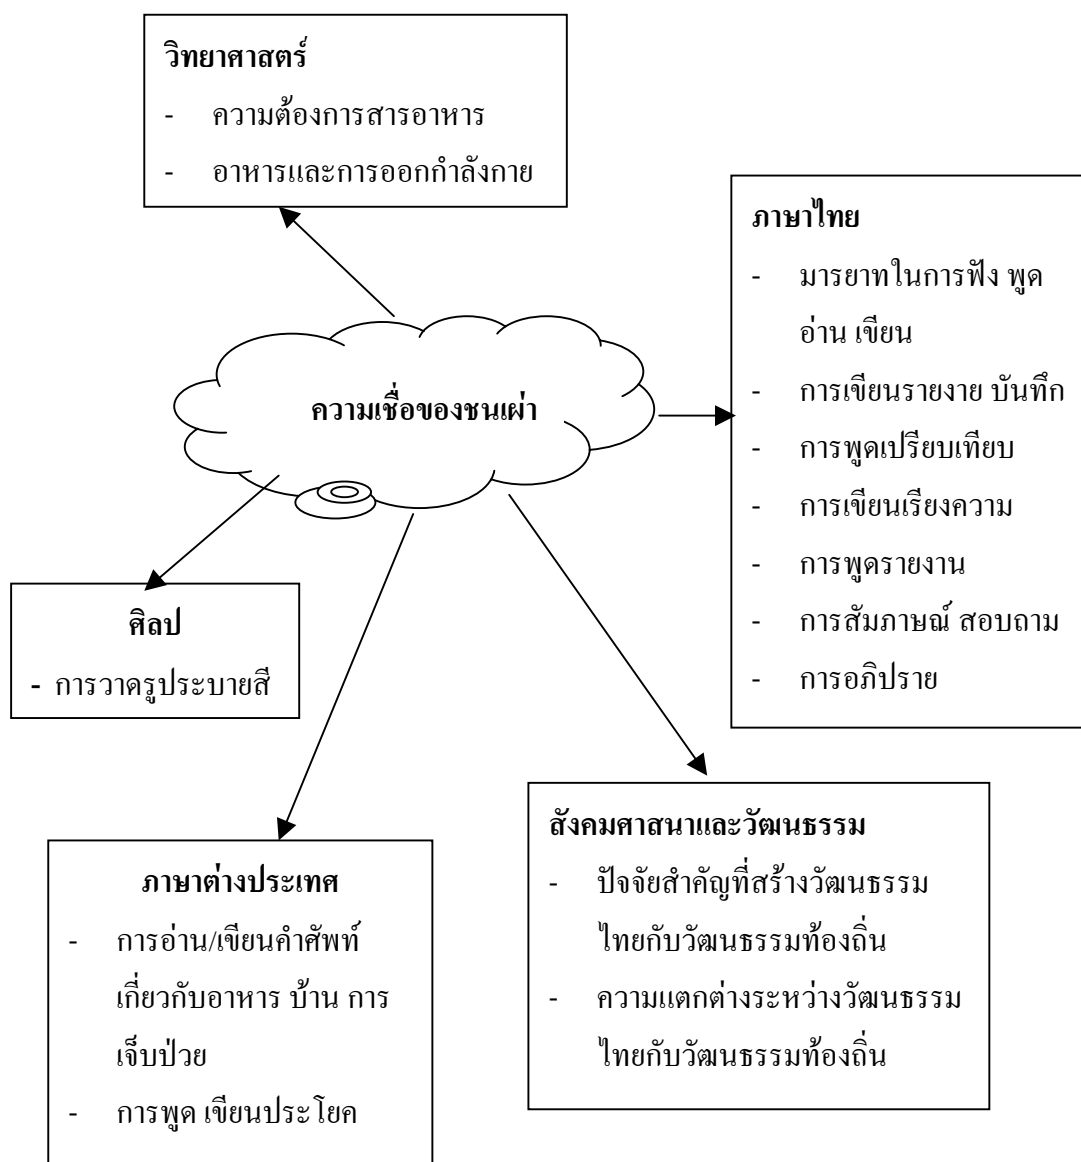 วิทยาศาสตร์
- ความต้องการสารอาหาร
- อาหารและการออกกำลังกาย
ภาษาไทย
- มารยาทในการฟัง พูด
อ่าน เขียน
- การเขียนรายงาย บันทึก
- การพูดเปรียบเทียบ
- การเขียนเรียงความ
- การพูดรายงาน
- การสัมภาษณ์ สอบถาม
- การอภิปราย
ความเชื่อของชนเผ่า
ศิลป
- การวาดรูประบายสี
สังคมศาสนาและวัฒนธรรม
- ปัจจัยสำคัญที่สร้างวัฒนธรรม
ไทยกับวัฒนธรรมท้องถิ่น
- ความแตกต่างระหว่างวัฒนธรรม
ไทยกับวัฒนธรรมท้องถิ่น
ภาษาต่างประเทศ
- การอ่าน/เขียนคำศัพท์
เกี่ยวกับอาหาร บ้าน การ
เจ็บป่วย
- การพูด เขียนประโยค